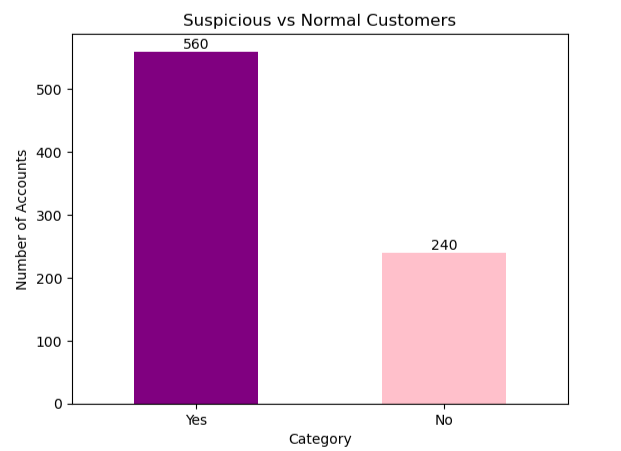 Suspicious vs Normal Customers
560
240
Number of Accounts
500
400
300
200
100
0
Yes
No
Category